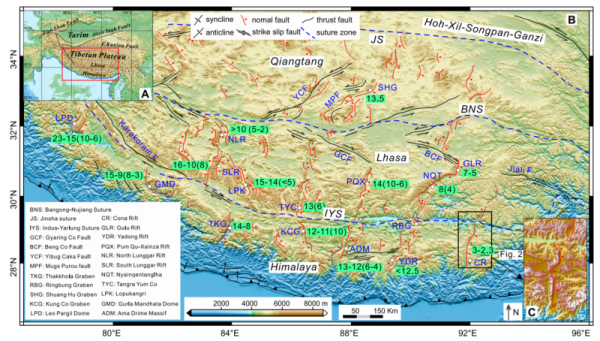 syncline
nomal fault
thrust fault
anticline
strike slip fault
suture zone
B
Hoh-Xil-Songpan-Ganzi
Tarim
Altyn Tagh Fault
Tibetan Plateau
Lhasa
Himalaya
A
JS
Qiangtang
YCF
MPF
SHG
13.5
BNS
LPD
23-15(10-6)
Karakoram F.
>10 (5-2)
NLR
GCF
Lhasa
BCF
GLR
7-5
Jiali F.
15-9(8-3)
GMD
16-10(8)
SLR
LPK
15-14(<5)
PQX
14(10-6)
NQT
8(4)
TYC
13(6)
IYS
RBG
TKG
14-8
KCG
12-11(10)
ADM
13-12(6-4)
YDR
<12.5
3-2.3
CR
Fig. 2
Himalaya
C
BNS: Bangong-Nujiang Suture
JS: Jinsha suture
CR: Cona Rift
IYS: Indus-Yarlung Suture
GLR: Gulu Rift
GCF: Gyaring Co Fault
YDR: Yadong Rift
BCF: Beng Co Fault
PQX: Pum Qu-Xainza Rift
YCF: Yibug Caka Fault
NLR: North Lunggar Rift
MPF: Muga Purou Fault
SLR: South Lunggar Rift
TKG: Thakkhola Graben
NQT: Nyainqentanglha
RBG: Ringbung Graben
TYC: Tangra Yum Co
SHG: Shuang Hu Graben
LPK: Lopukangri
KCG: Kung Co Graben
GMD: Gurla Mandhata Dome
LPD: Leo Pargil Dome
ADM: Ama Drime Massif
2000
4000
6000
8000 m
0
50
150 Km
N
34°N
32°N
30°N
28°N
80°E
84°E
88°E
92°E
96°E